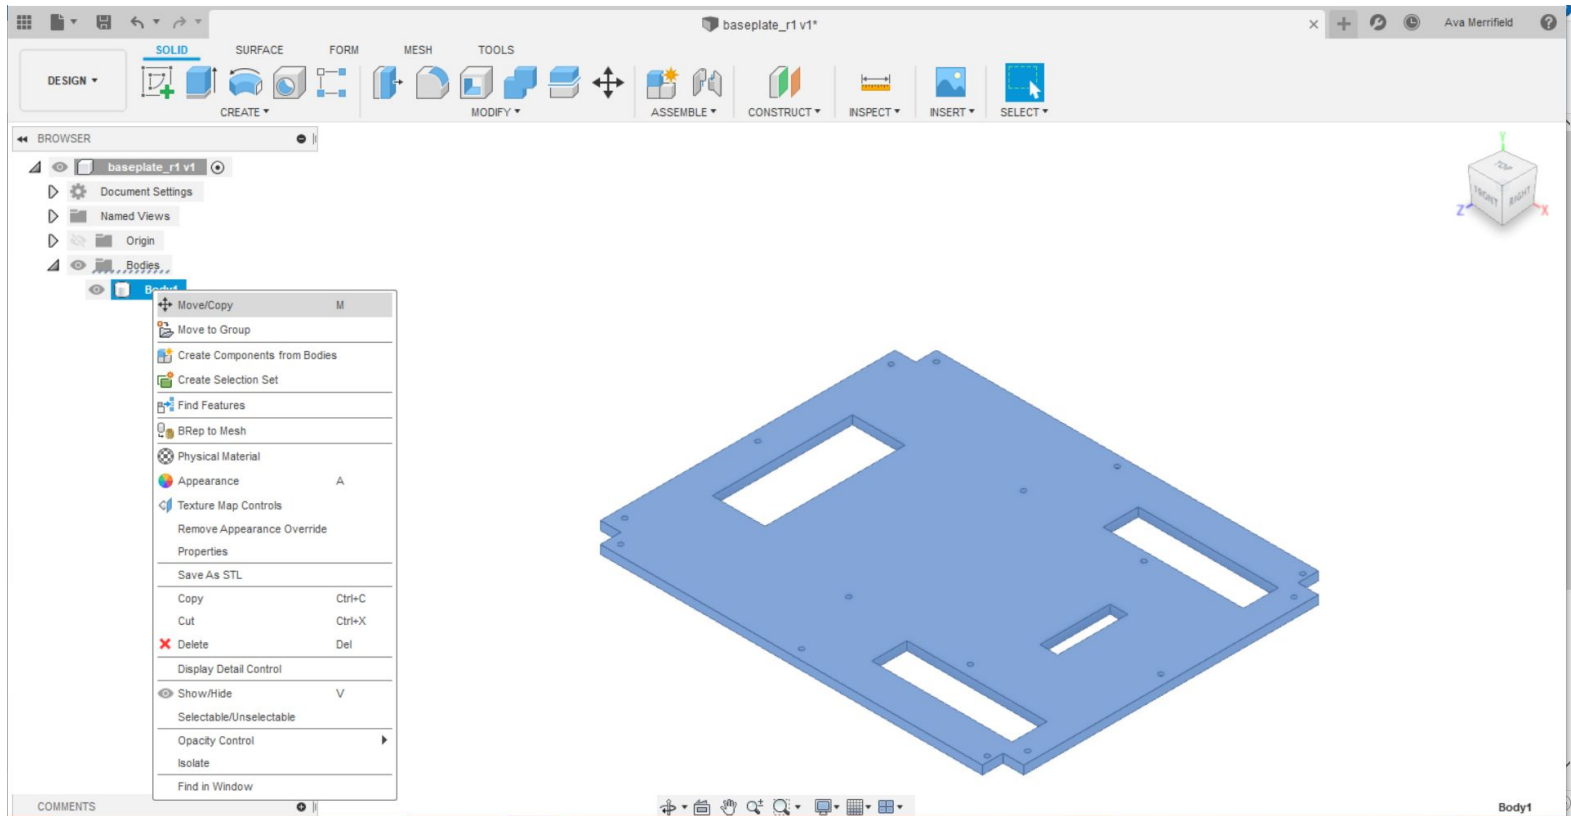 baseplate_r1 v1*
Ava Merrifield
SOLID SURFACE FORM MESH TOOLS
DESIGN
CREATE MODIFY ASSEMBLE CONSTRUCT INSPECT INSERT SELECT
BROWSER
baseplate_r1 v1
Document Settings
Named Views
Origin
Bodies
Body1
Move/Copy M
Move to Group
Create Components from Bodies
Create Selection Set
Find Features
BRep to Mesh
Physical Material
Appearance A
Texture Map Controls
Remove Appearance Override
Properties
Save As STL
Copy Ctrl+C
Cut Ctrl+X
Delete Del
Display Detail Control
Show/Hide V
Selectable/Unselectable
Opacity Control
Isolate
Find in Window
Y
TOP
FRONT RIGHT
Z X
COMMENTS
Body1